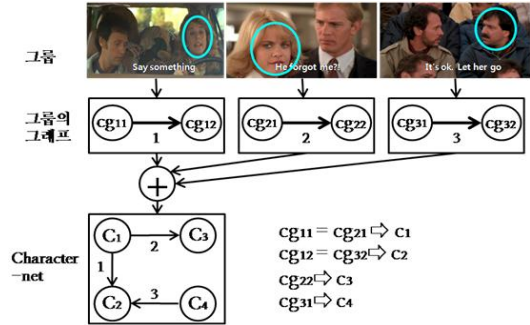 그룹
Say something
He forgot me?!
It's ok. Let her go
그룹의
그래프
cg11
cg12
1
cg21
cg22
2
cg31
cg32
3
+
Character
-net
C1
2
C3
1
C2
3
C4
cg11 = cg21 ⇨ c1
cg12 = cg32 ⇨ c2
cg22 ⇨ c3
cg31 ⇨ c4